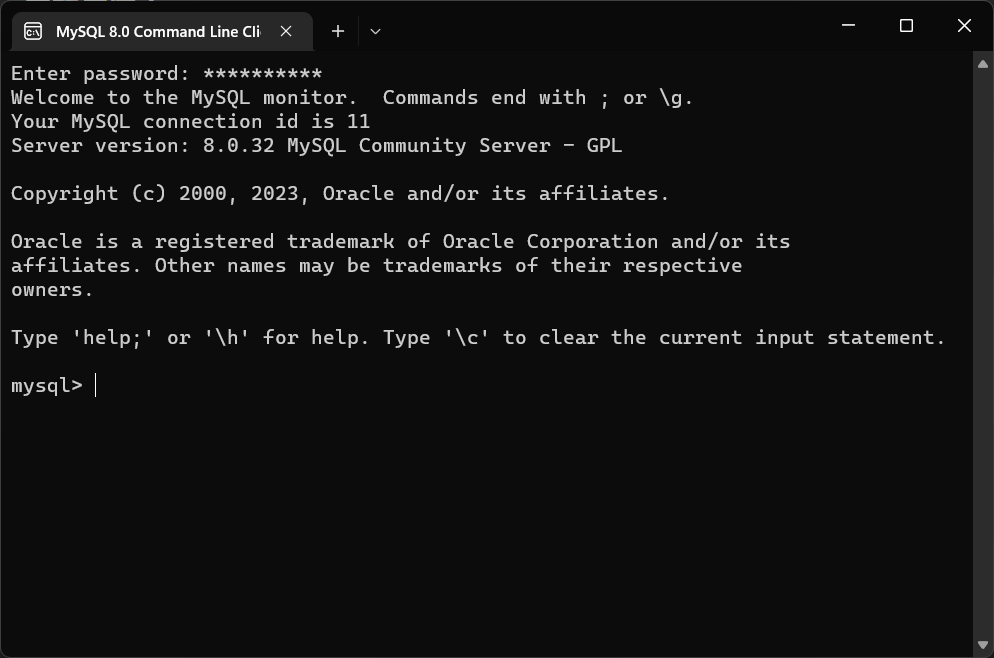 MySQL 8.0 Command Line Cli
Enter password: **********
Welcome to the MySQL monitor.  Commands end with ; or \g.
Your MySQL connection id is 11
Server version: 8.0.32 MySQL Community Server - GPL
Copyright (c) 2000, 2023, Oracle and/or its affiliates.
Oracle is a registered trademark of Oracle Corporation and/or its
affiliates. Other names may be trademarks of their respective
owners.
Type 'help;' or '\h' for help. Type '\c' to clear the current input statement.
mysql>